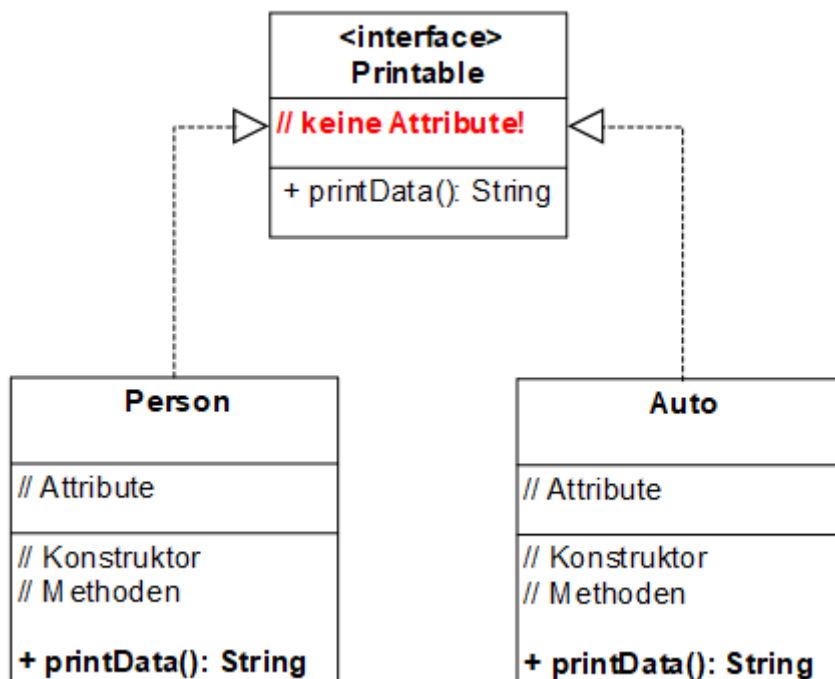 <interface>
Printable
// keine Attribute!
+ printData(): String
Person
// Attribute
// Konstruktor
// Methoden
+ printData(): String
Auto
// Attribute
// Konstruktor
// Methoden
+ printData(): String